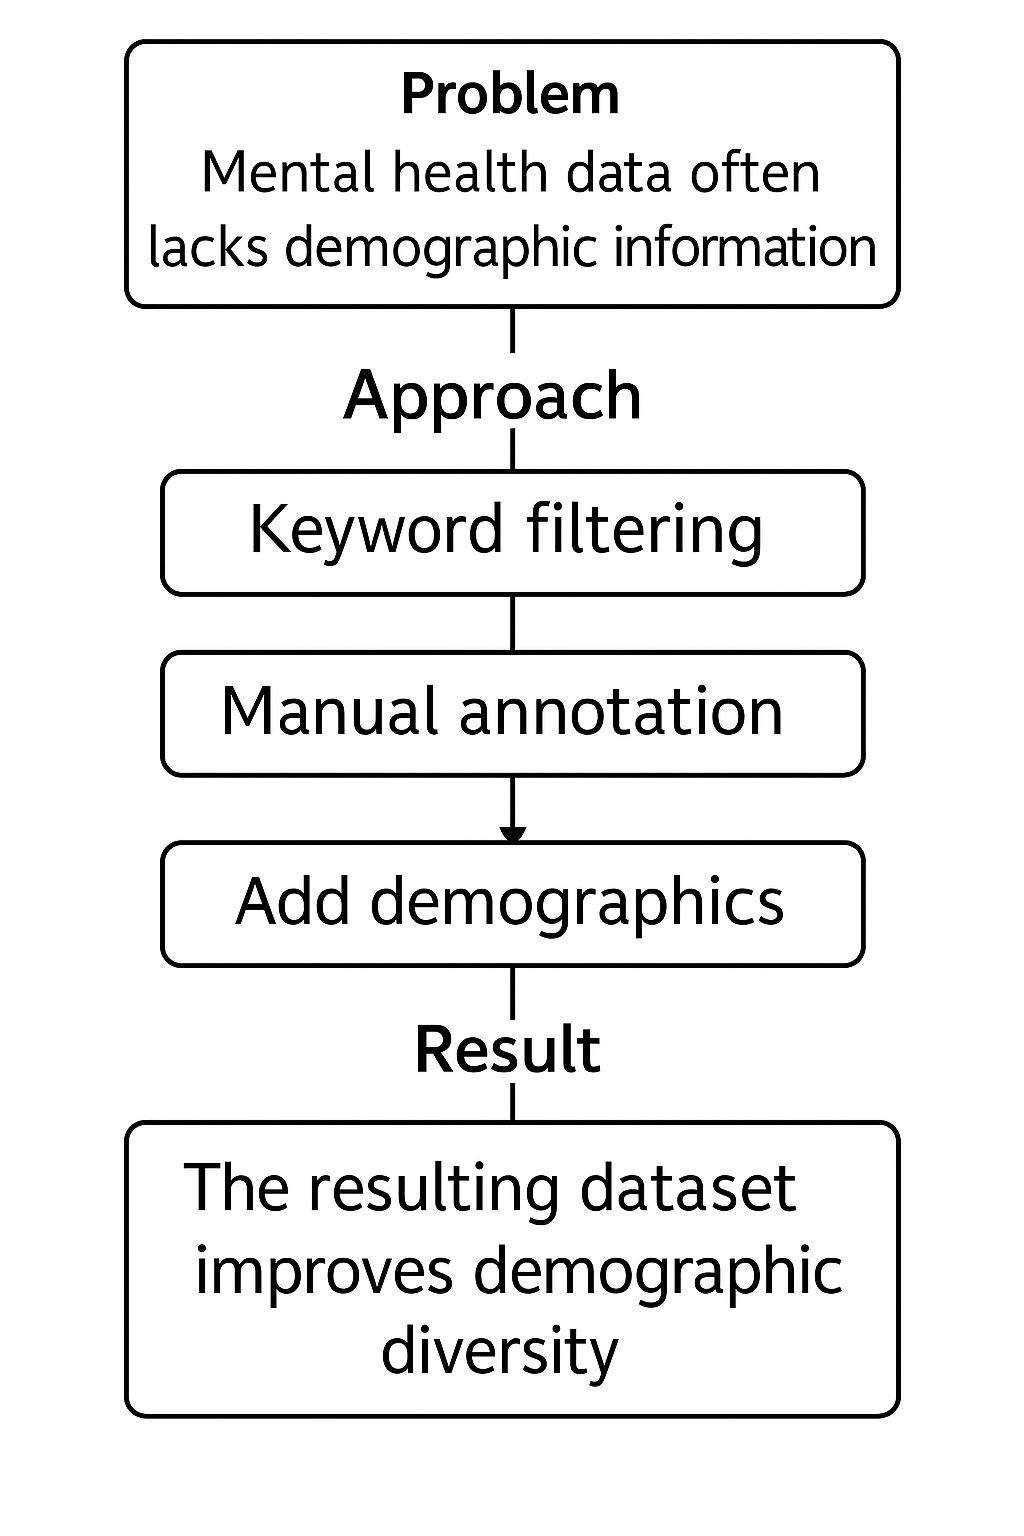 Problem
Mental health data often
lacks demographic information
Approach
Keyword filtering
Manual annotation
Add demographics
Result
The resulting dataset
improves demographic
diversity